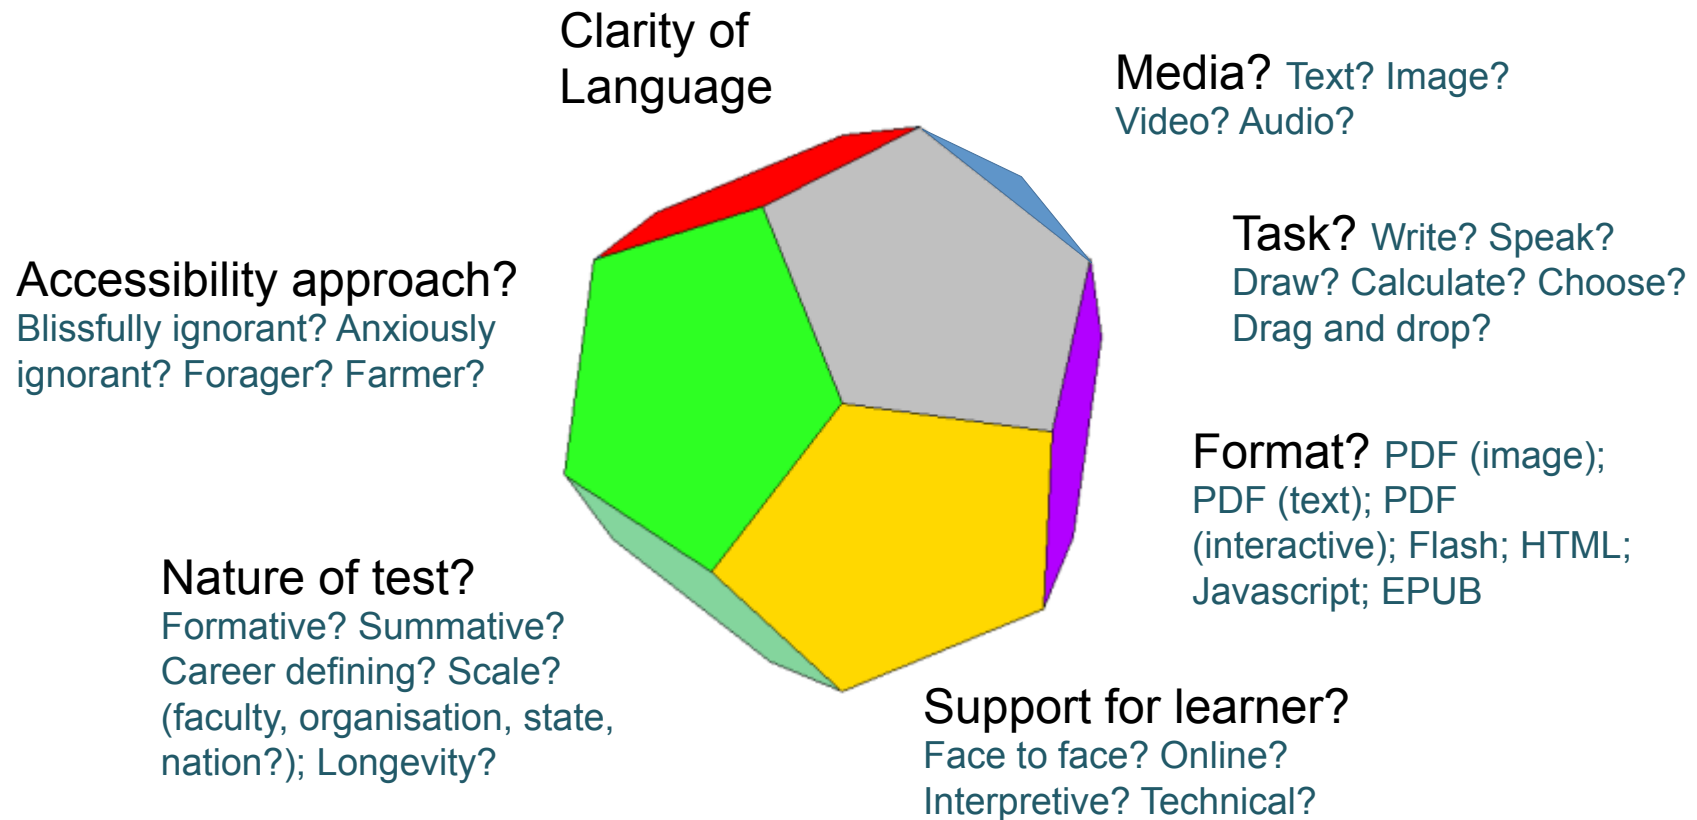 Clarity of
Language
Media? Text? Image?
Video? Audio?
Task? Write? Speak?
Draw? Calculate? Choose?
Drag and drop?
Accessibility approach?
Blissfully ignorant? Anxiously
ignorant? Forager? Farmer?
Format? PDF (image);
PDF (text); PDF
(interactive); Flash; HTML;
Javascript; EPUB
Nature of test?
Formative? Summative?
Career defining? Scale?
(faculty, organisation, state,
nation?); Longevity?
Support for learner?
Face to face? Online?
Interpretive? Technical?